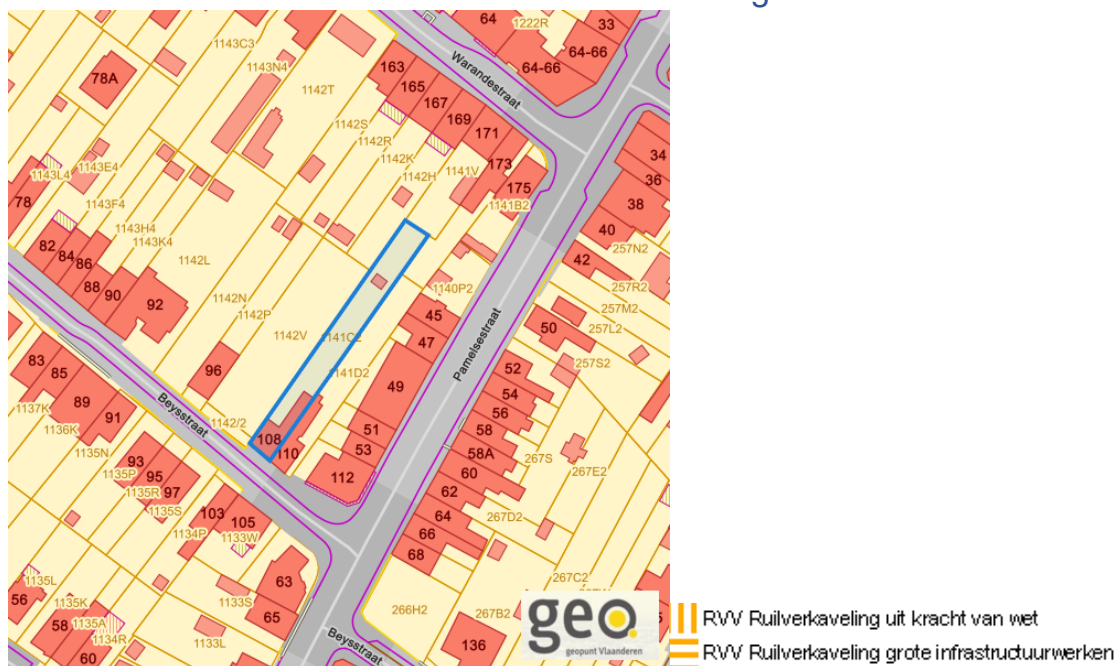 64
1222R
33
64-66
64-66
1143C3
1143N4
78A
1142T
163
165
167
169
171
173
175
Warandestraat
1142S
1142R
1142K
1142H
1141V
1141B2
34
36
38
40
42
257N2
257R2
257M2
257L2
257S2
1143L4
1143E4
78
1143F4
1143H4
1143K4
1142L
82
84
86
88
90
92
1142N
1142P
1142V
1141C2
1141D2
1140P2
45
47
49
51
53
Pamelsestraat
50
52
54
56
58
58A
60
62
64
66
68
96
1142/2
108
110
112
Beysstraat
83
85
89
91
1137K
1136K
1135N
93
95
97
1135P
1135R
1135S
1134P
103
105
1133W
267S
267E2
267D2
267C2
267B2
266H2
136
1135L
56
1135K
1135A
1134R
58
60
1133S
1133L
63
65
Beysstraat
geo.
geopunt Vlaanderen
RVV Ruilverkaveling uit kracht van wet
RVV Ruilverkaveling grote infrastructuurwerken